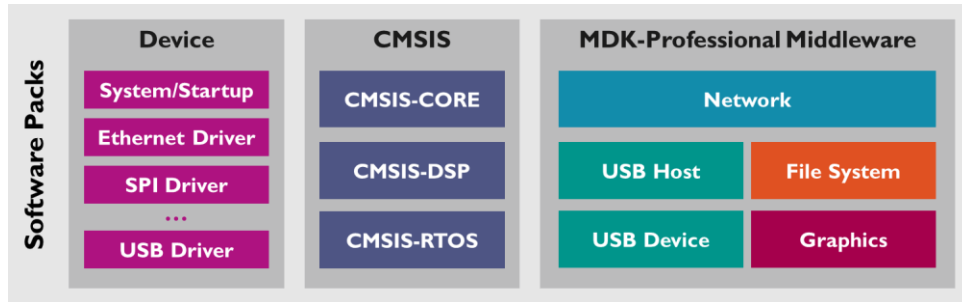 Software Packs
Device
System/Startup
Ethernet Driver
SPI Driver
...
USB Driver
CMSIS
CMSIS-CORE
CMSIS-DSP
CMSIS-RTOS
MDK-Professional Middleware
Network
USB Host
File System
USB Device
Graphics